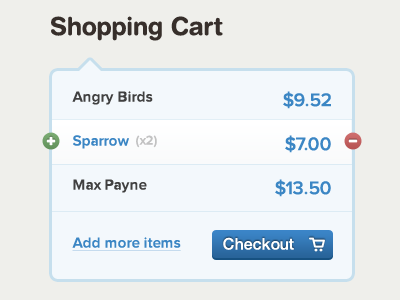 Shopping Cart
Angry Birds $9.52
Sparrow (x2) $7.00
Max Payne $13.50
Add more items Checkout